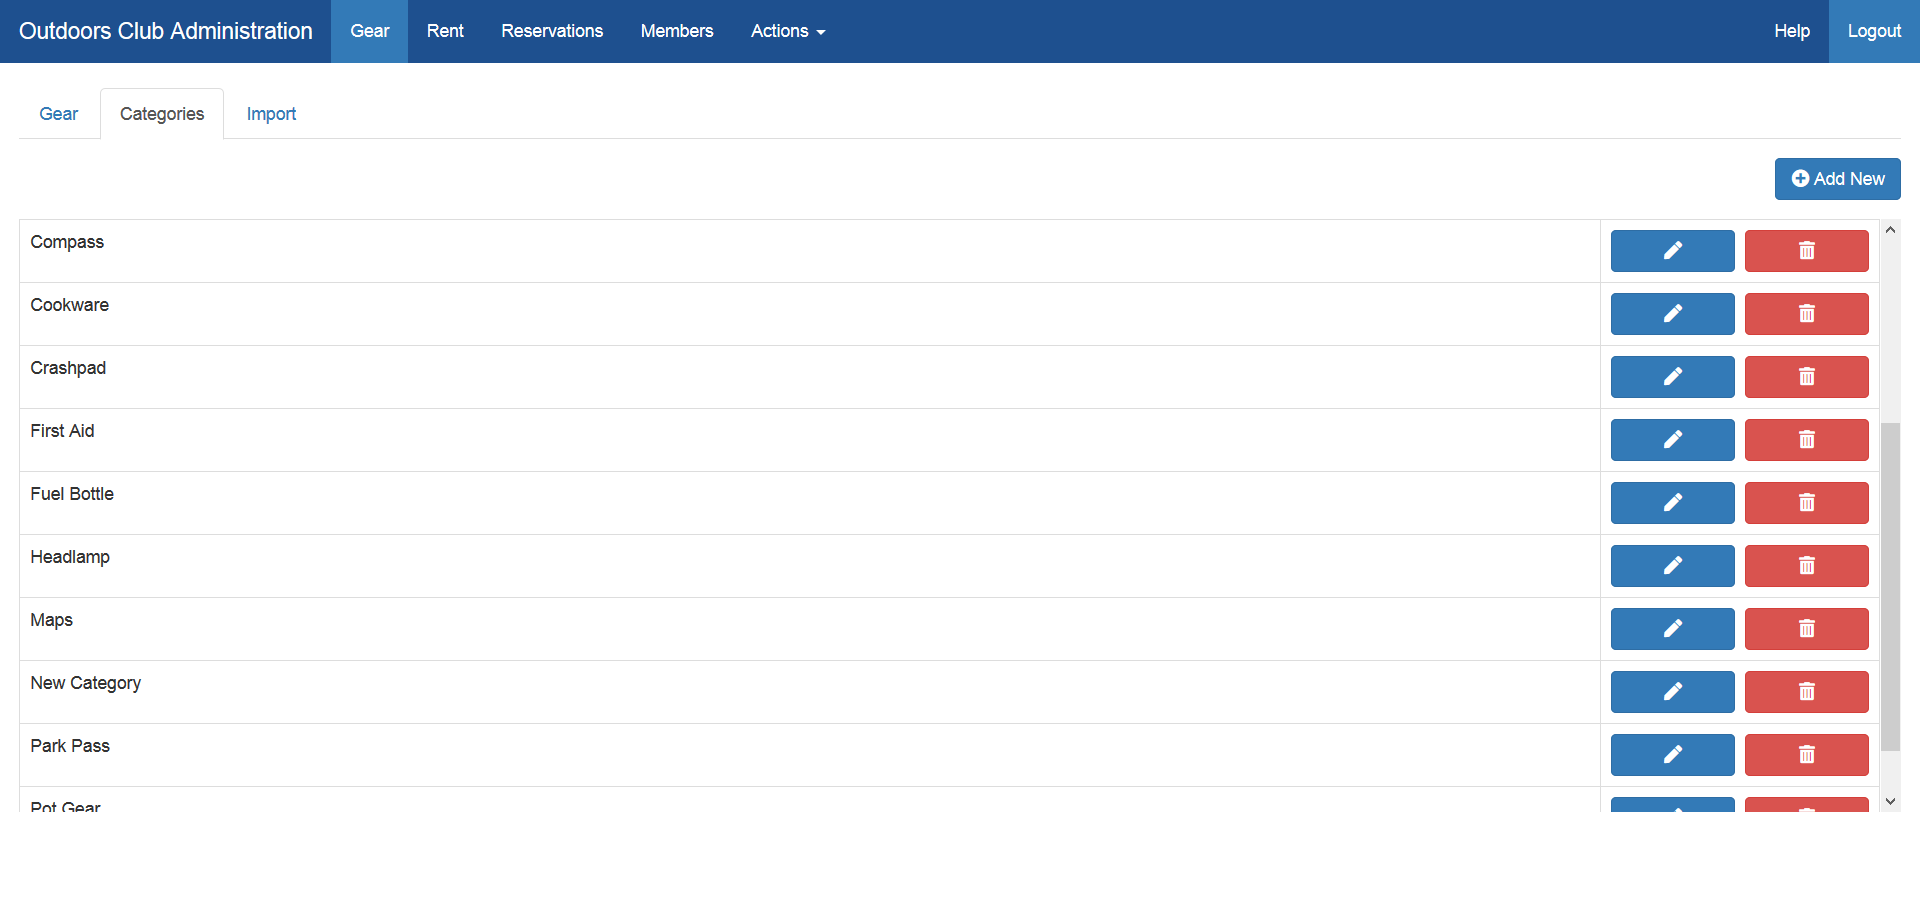 Outdoors Club Administration Gear Rent Reservations Members Actions Help Logout
Gear Categories Import
Add New
Compass
Cookware
Crashpad
First Aid
Fuel Bottle
Headlamp
Maps
New Category
Park Pass
Pot Gear